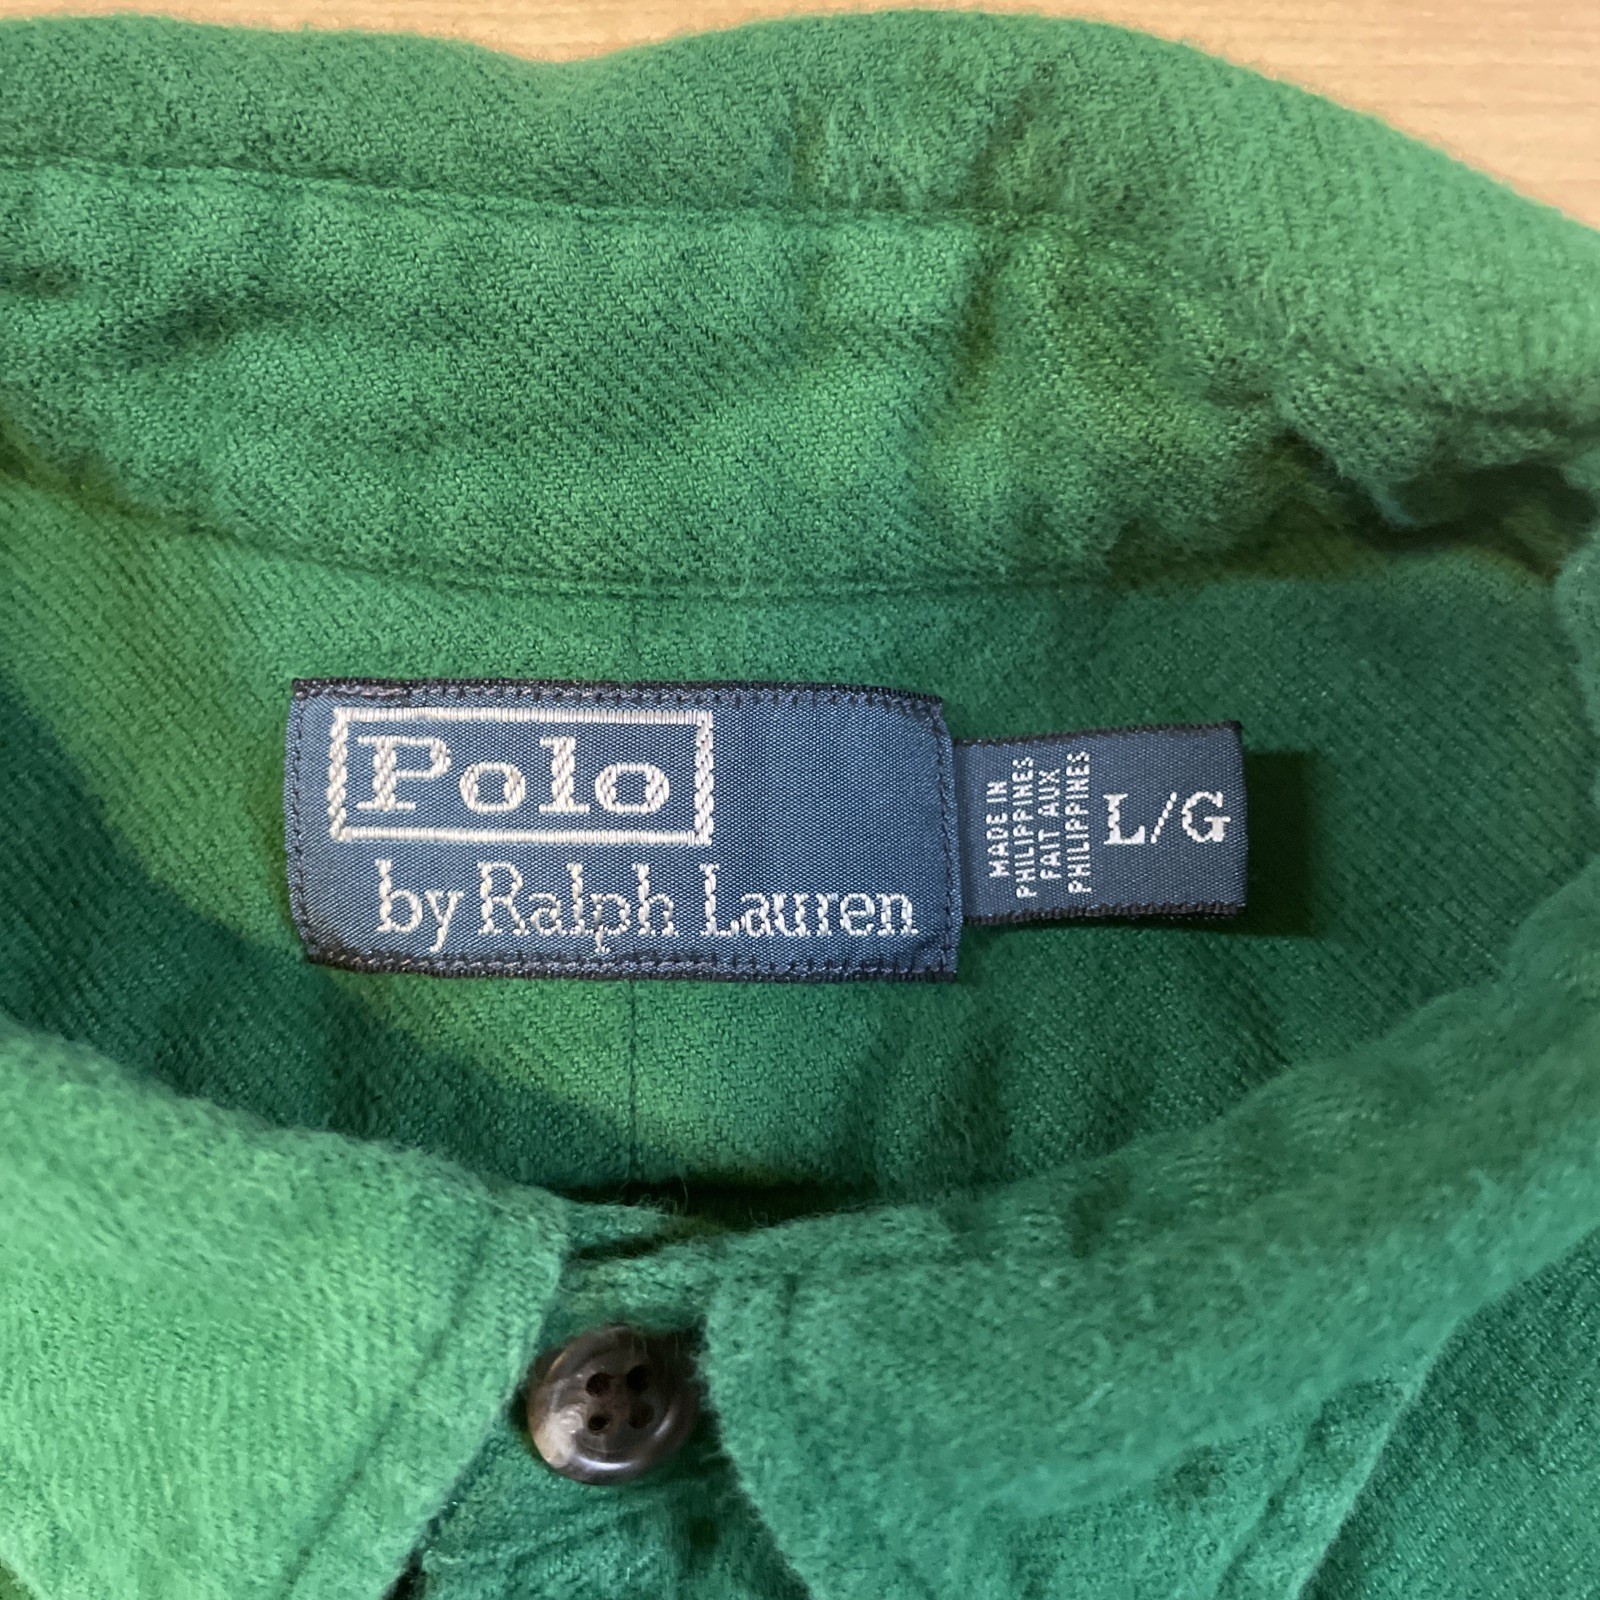 Polo
by Ralph Lauren
MADE IN
PHILIPPINES
FAIT AUX
PHILIPPINES
L/G